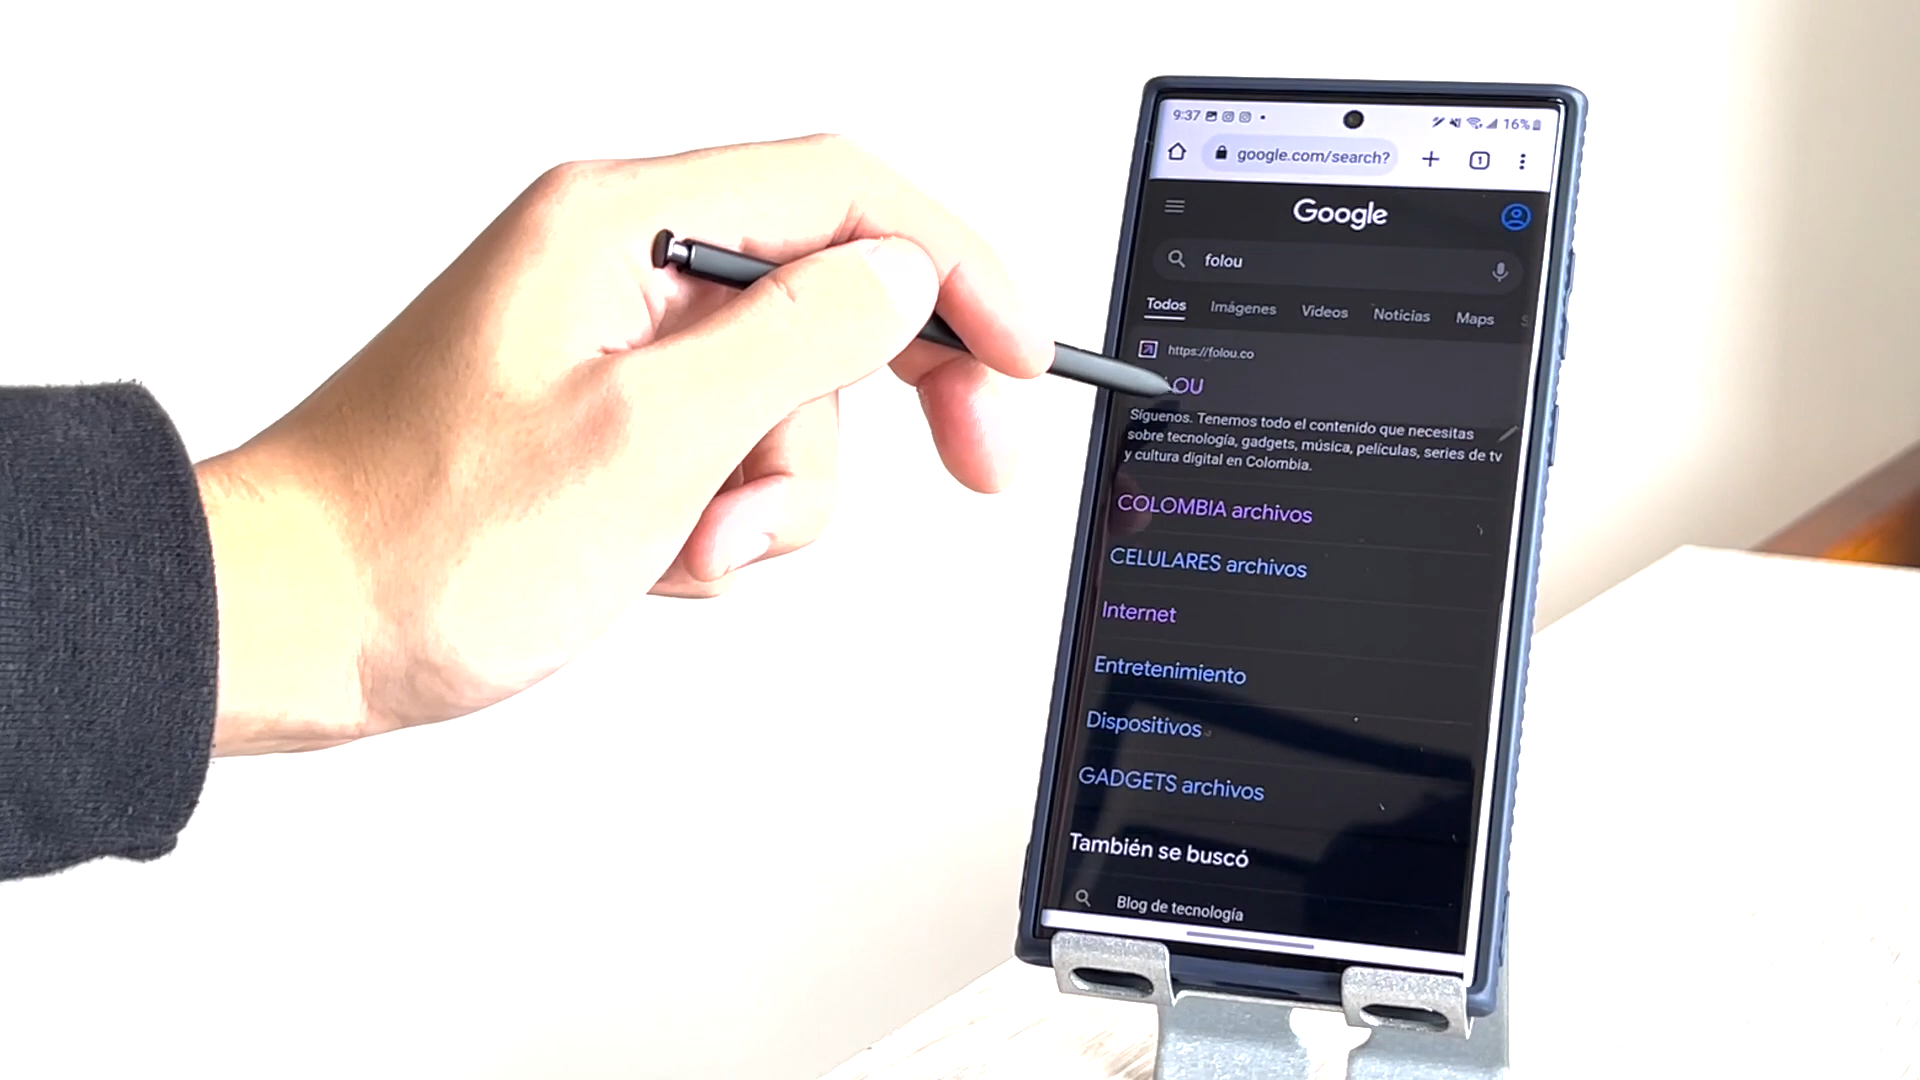 9:37 16%
google.com/search?
1
Google
folou
Todos Imágenes Videos Noticias Maps
https://folou.co
LOU
Síguenos. Tenemos todo el contenido que necesitas
sobre tecnología, gadgets, música, películas, series de tv
y cultura digital en Colombia.
COLOMBIA archivos
CELULARES archivos
Internet
Entretenimiento
Dispositivos
GADGETS archivos
También se buscó
Blog de tecnología